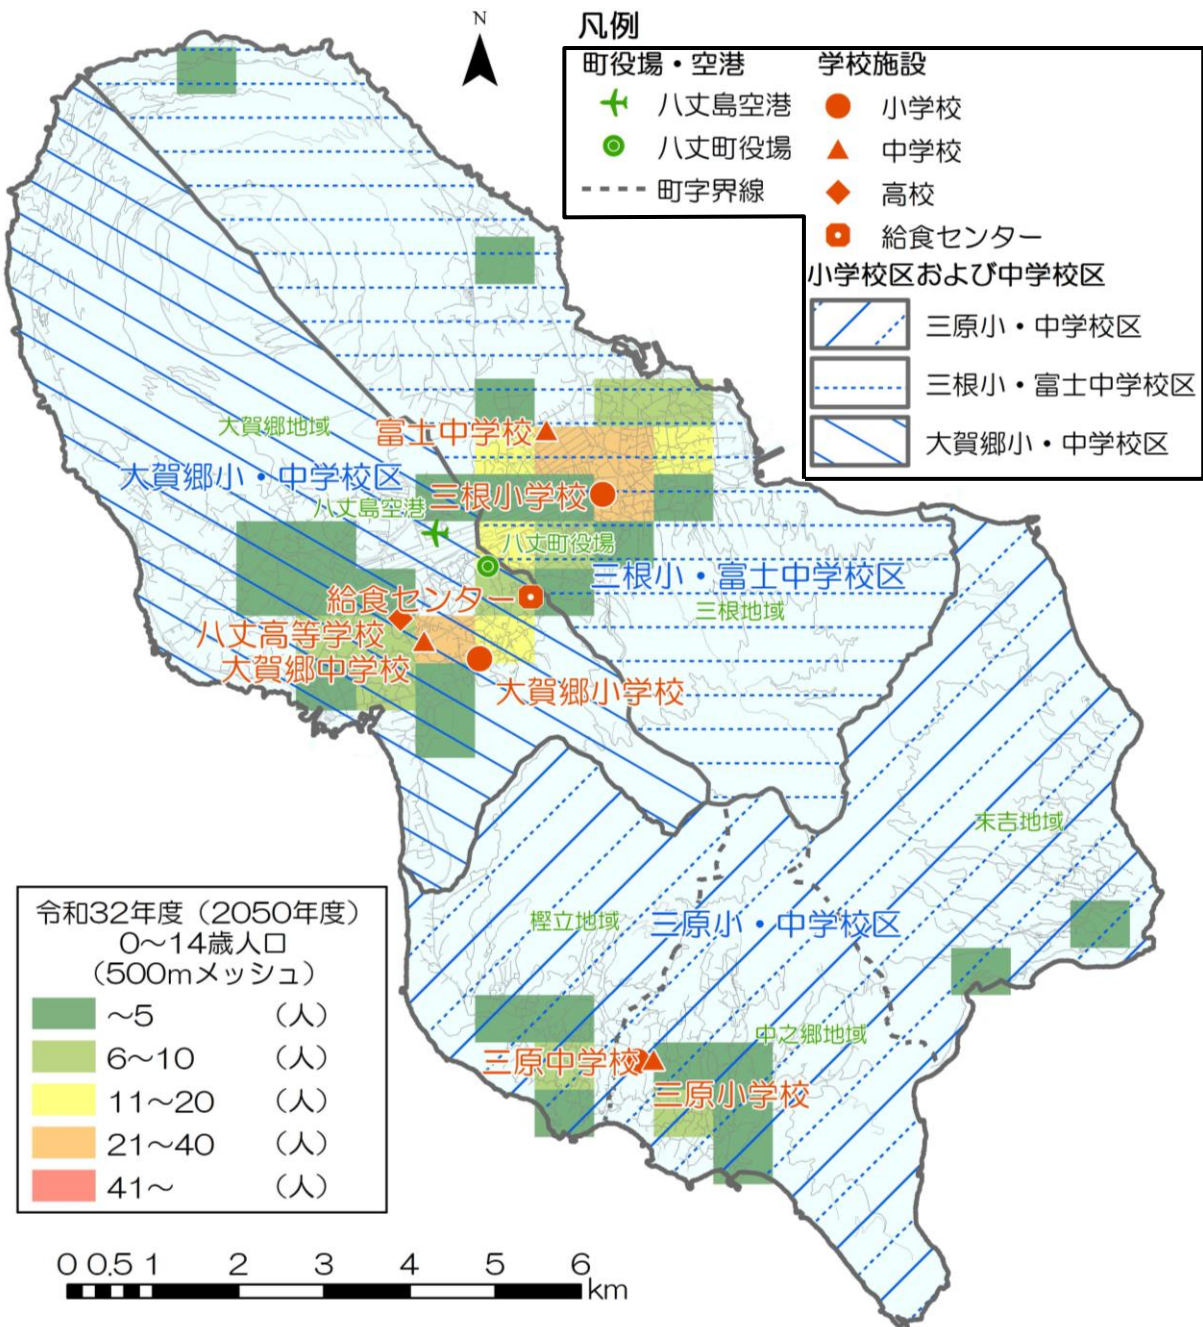 N
凡例
町役場・空港
学校施設
八丈島空港
小学校
八丈町役場
中学校
町字界線
高校
給食センター
小学校区および中学校区
三原小・中学校区
三根小・富士中学校区
大賀郷小・中学校区
大賀郷地域
富士中学校
大賀郷小・中学校区
三根小学校
八丈島空港
八丈町役場
三根小・富士中学校区
給食センター
三根地域
八丈高等学校
大賀郷中学校
大賀郷小学校
末吉地域
樫立地域
三原小・中学校区
中之郷地域
三原中学校
三原小学校
令和32年度（2050年度）
0～14歳人口
（500mメッシュ）
～5 （人）
6～10 （人）
11～20 （人）
21～40 （人）
41～ （人）
0 0.5 1 2 3 4 5 6
km